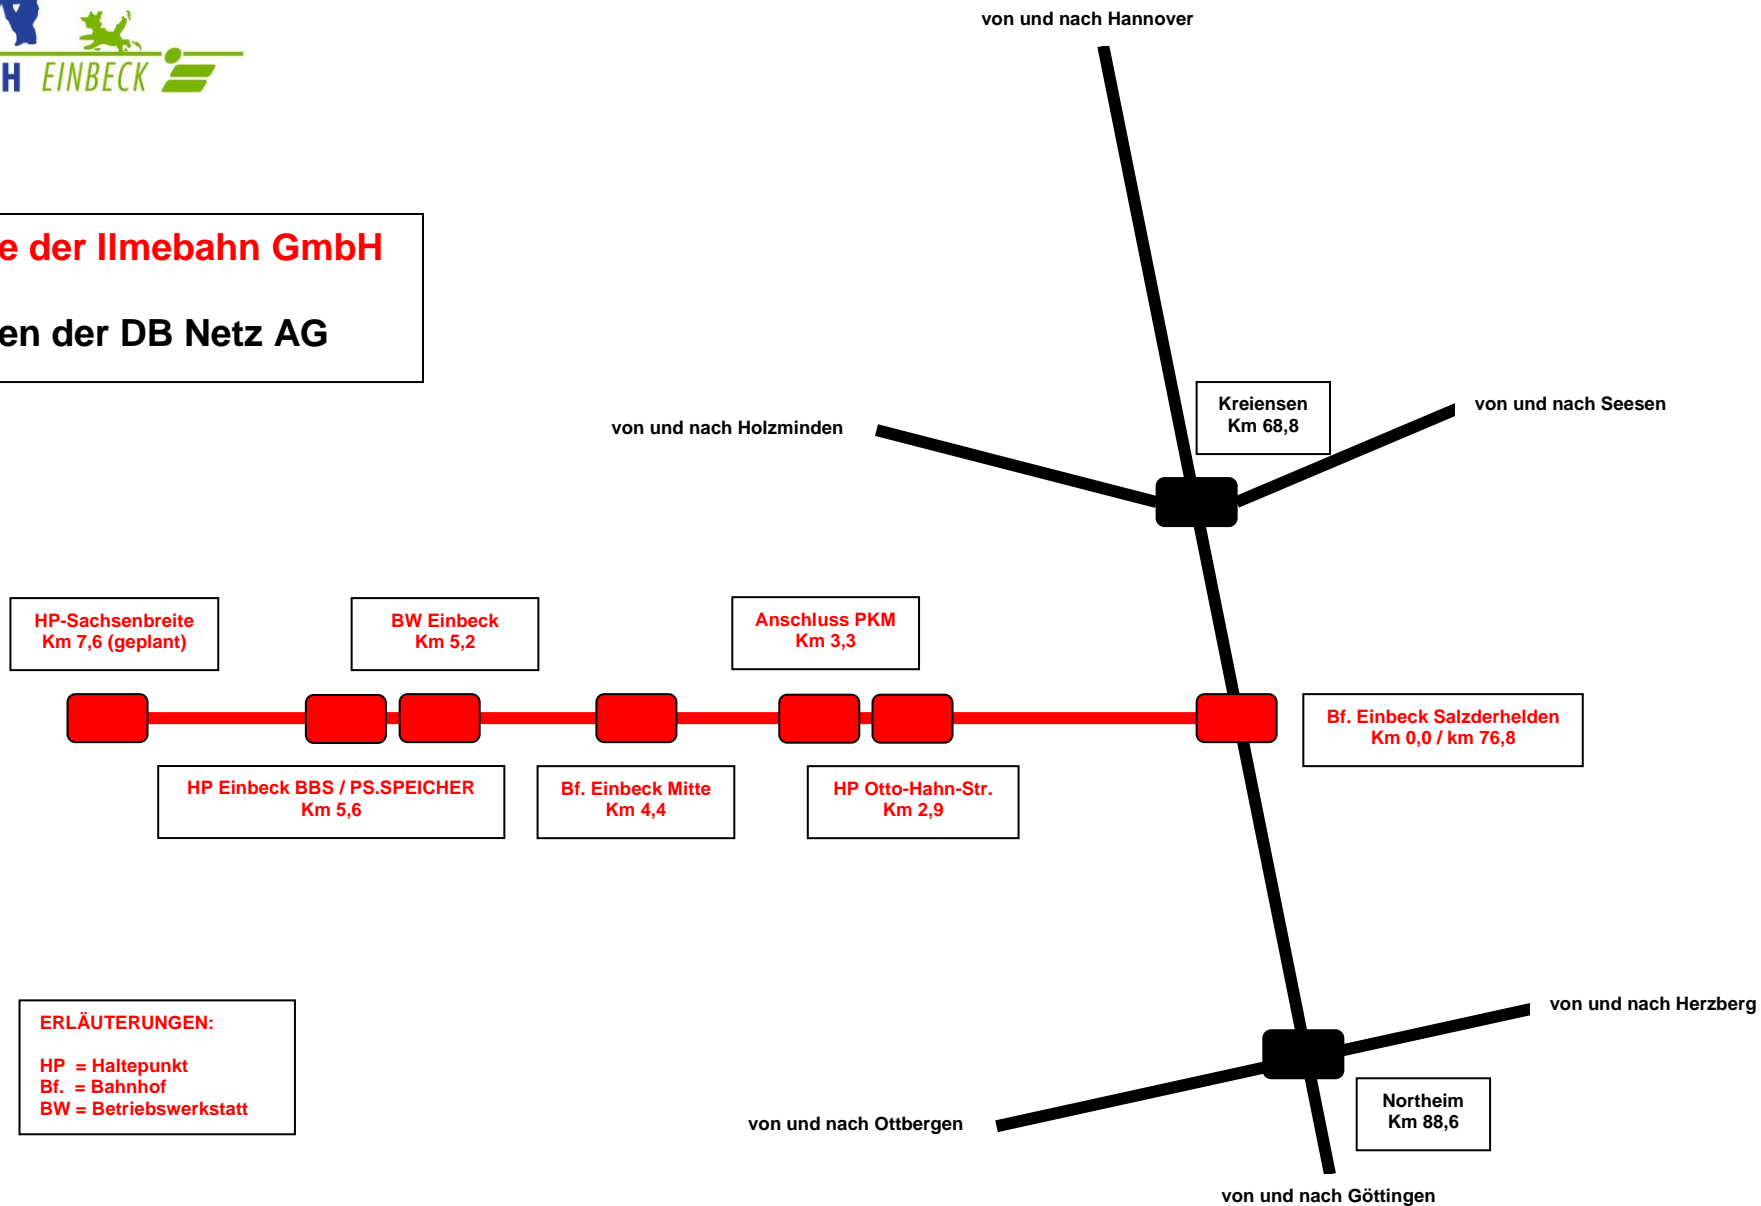 von und nach Hannover
H EINBECK
e der Ilmebahn GmbH
en der DB Netz AG
Kreiensen
Km 68,8
von und nach Seesen
von und nach Holzminden
HP-Sachsenbreite
Km 7,6 (geplant)
BW Einbeck
Km 5,2
Anschluss PKM
Km 3,3
Bf. Einbeck Salzderhelden
Km 0,0 / km 76,8
HP Einbeck BBS / PS.SPEICHER
Km 5,6
Bf. Einbeck Mitte
Km 4,4
HP Otto-Hahn-Str.
Km 2,9
ERLÄUTERUNGEN:
HP = Haltepunkt
Bf. = Bahnhof
BW = Betriebswerkstatt
von und nach Herzberg
von und nach Ottbergen
Northeim
Km 88,6
von und nach Göttingen